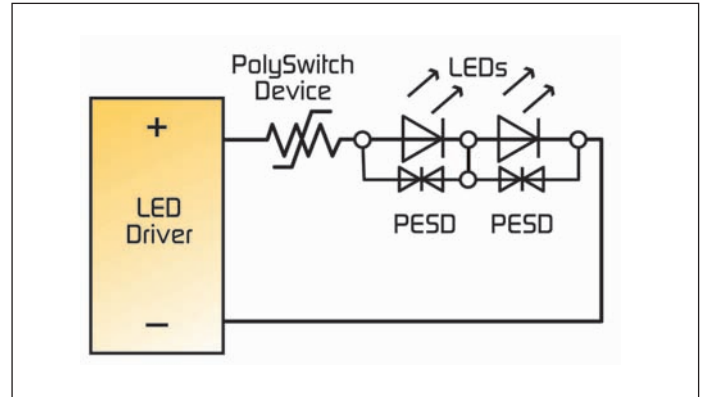 PolySwitch
Device
LEDs
+
LED
Driver
–
PESD PESD